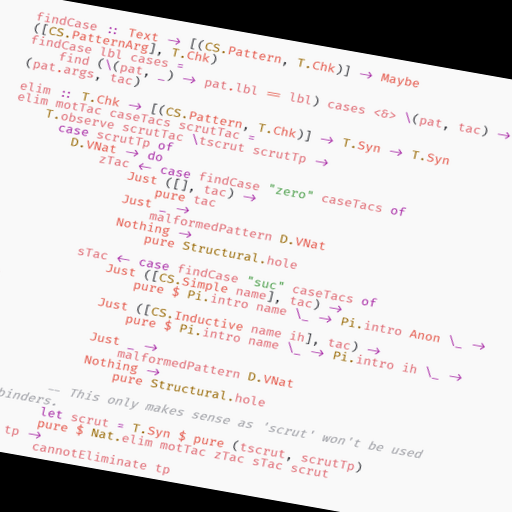 findCase :: Text → [(CS.Pattern, T.Chk)] → Maybe
([CS.PatternArg], T.Chk)
findCase lbl cases =
find (\(pat, _) → pat.lbl == lbl) cases <&> \(pat, tac) →
(pat.args, tac)
elim :: T.Chk → [(CS.Pattern, T.Chk)] → T.Syn → T.Syn
elim motTac caseTacs scrutTac =
T.observe scrutTac \tscrut scrutTp →
case scrutTp of
D.VNat → do
zTac ← case findCase "zero" caseTacs of
Just ([], tac) →
pure tac
Just _ →
malformedPattern D.VNat
Nothing →
pure Structural.hole
sTac ← case findCase "suc" caseTacs of
Just ([CS.Simple name], tac) →
pure $ Pi.intro name \_ → Pi.intro Anon \_ →
Just ([CS.Inductive name ih], tac) →
pure $ Pi.intro name \_ → Pi.intro ih \_ →
Just _ →
malformedPattern D.VNat
Nothing →
pure Structural.hole
-- This only makes sense as 'scrut' won't be used
binders.
let scrut = T.Syn $ pure (tscrut, scrutTp)
pure $ Nat.elim motTac zTac sTac scrut
tp →
cannotEliminate tp